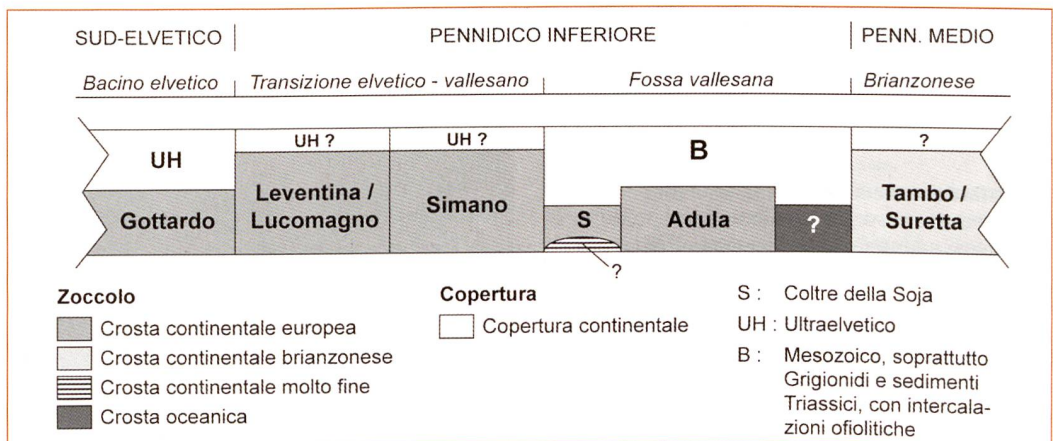 SUD-ELVETICO
PENNIDICO INFERIORE
PENN. MEDIO
Bacino elvetico
Transizione elvetico - vallesano
Fossa vallesana
Brianzonese
UH
UH ?
UH ?
B
?
Gottardo
Leventina /
Lucomagno
Simano
S
Adula
?
Tambo /
Suretta
?
Zoccolo
Crosta continentale europea
Crosta continentale brianzonese
Crosta continentale molto fine
Crosta oceanica
Copertura
Copertura continentale
S : Coltre della Soja
UH : Ultraelvetico
B : Mesozoico, soprattutto
Grigionidi e sedimenti
Triassici, con intercala-
zioni ofiolitiche